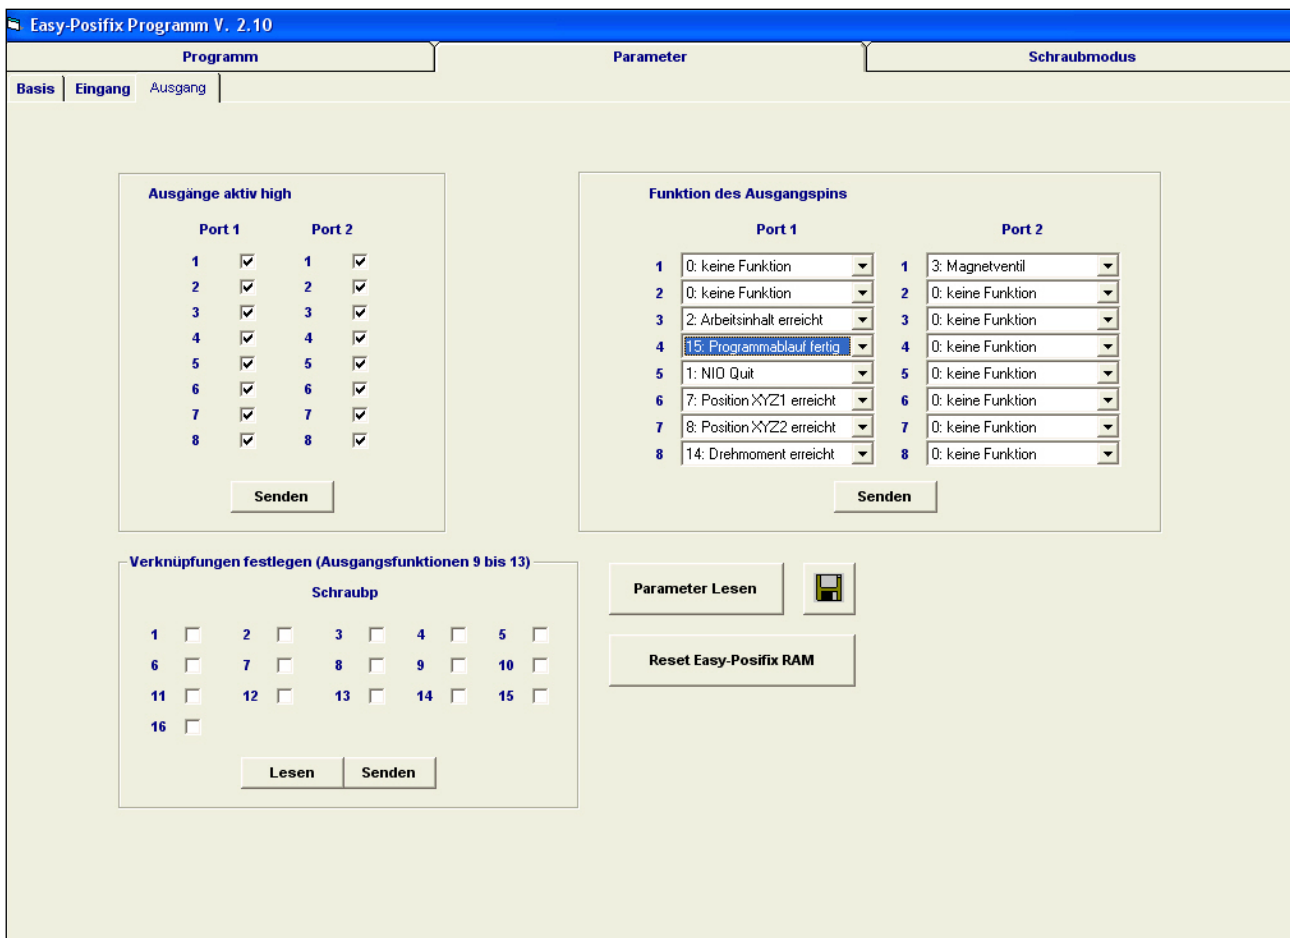 Easy-Posifix Programm V. 2.10
Programm Parameter Schraubmodus
Basis Eingang Ausgang
Ausgänge aktiv high
Port 1 Port 2
1 1
2 2
3 3
4 4
5 5
6 6
7 7
8 8
Senden
Funktion des Ausgangspins
Port 1 Port 2
1 0: keine Funktion 1 3: Magnetventil
2 0: keine Funktion 2 0: keine Funktion
3 2: Arbeitsinhalt erreicht 3 0: keine Funktion
4 15: Programmablauf fertig 4 0: keine Funktion
5 1: NIO Quit 5 0: keine Funktion
6 7: Position XYZ1 erreicht 6 0: keine Funktion
7 8: Position XYZ2 erreicht 7 0: keine Funktion
8 14: Drehmoment erreicht 8 0: keine Funktion
Senden
Verknüpfungen festlegen (Ausgangsfunktionen 9 bis 13)
Schraubp
1 2 3 4 5
6 7 8 9 10
11 12 13 14 15
16
Lesen Senden
Parameter Lesen
Reset Easy-Posifix RAM